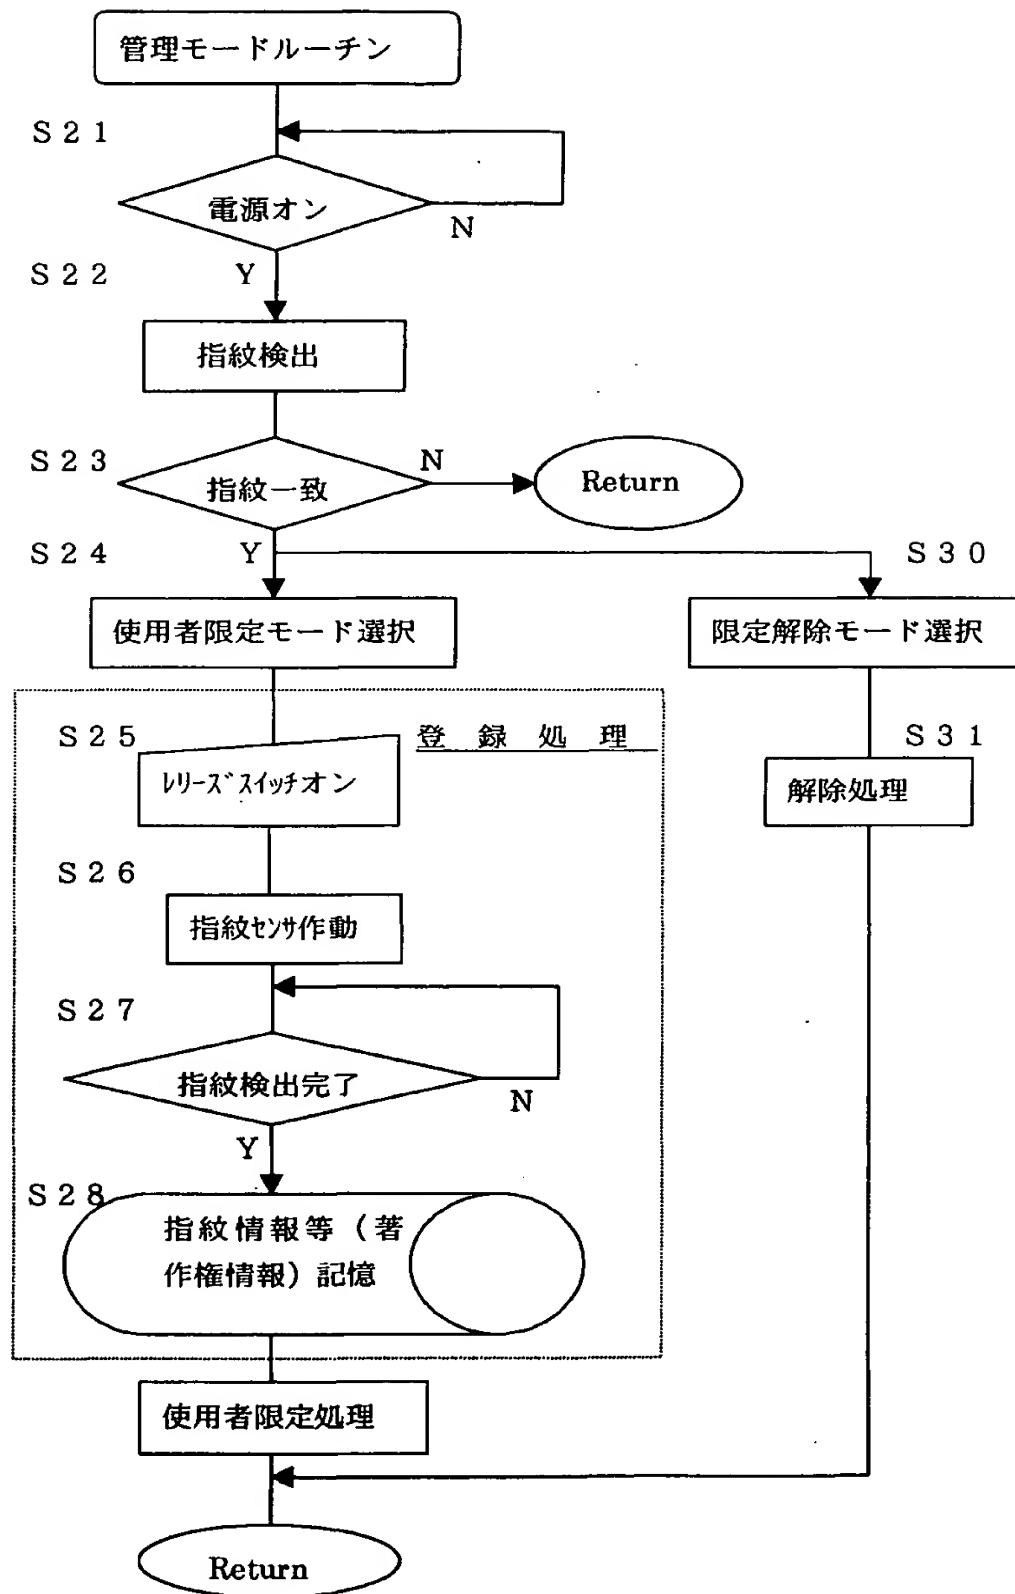 管理モードルーチン
S21
電源オン
N
S22
Y
指紋検出
S23
N
指紋一致
Return
S24
Y
S30
使用者限定モード選択
限定解除モード選択
S25
登録処理
S31
ﾚﾘｰｽﾞｽｲｯﾁオン
解除処理
S26
指紋ｾﾝｻ作動
S27
指紋検出完了
N
Y
S28
指紋情報等（著
作権情報）記憶
使用者限定処理
Return